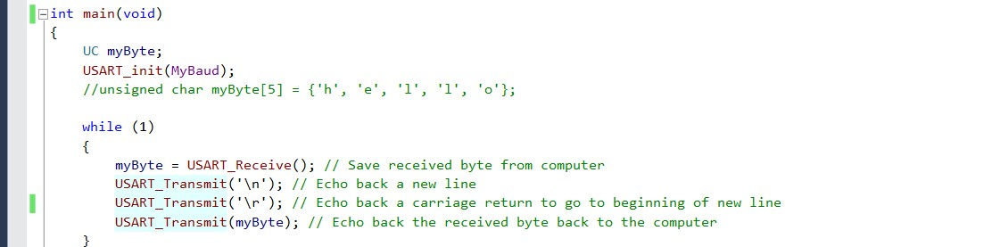 int main(void)
{
UC myByte;
USART_init(MyBaud);
//unsigned char myByte[5] = {'h', 'e', 'l', 'l', 'o'};
while (1)
{
myByte = USART_Receive(); // Save received byte from computer
USART_Transmit('\n'); // Echo back a new line
USART_Transmit('\r'); // Echo back a carriage return to go to beginning of new line
USART_Transmit(myByte); // Echo back the received byte back to the computer
}